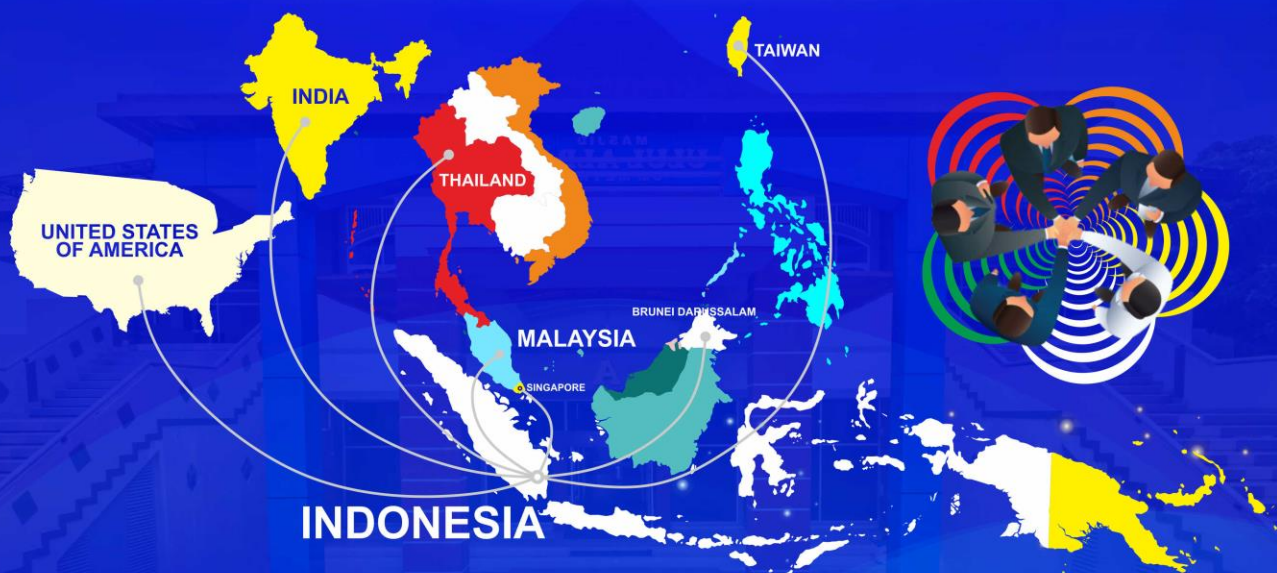 TAIWAN
INDIA
THAILAND
UNITED STATES
OF AMERICA
BRUNEI DARUSSALAM
MALAYSIA
SINGAPORE
INDONESIA